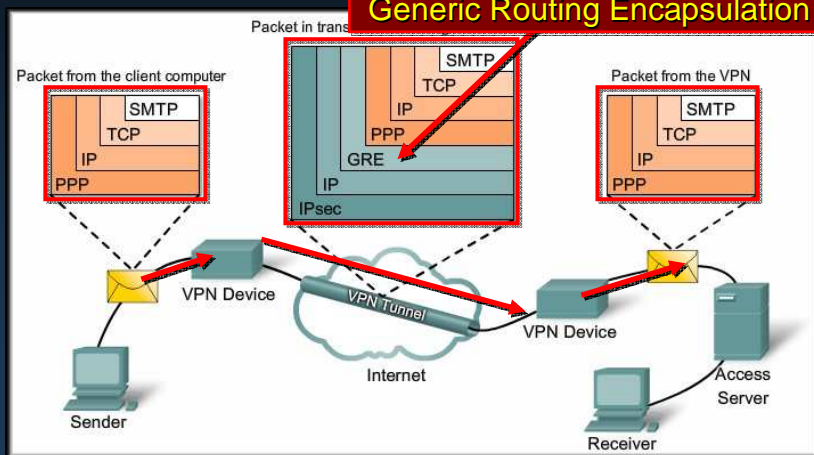 Generic Routing Encapsulation
Packet in trans
Packet from the client computer
SMTP
TCP
IP
PPP
SMTP
TCP
IP
PPP
GRE
IP
IPsec
Packet from the VPN
SMTP
TCP
IP
PPP
VPN Device
VPN Tunnel
VPN Device
Internet
Sender
Access
Server
Receiver